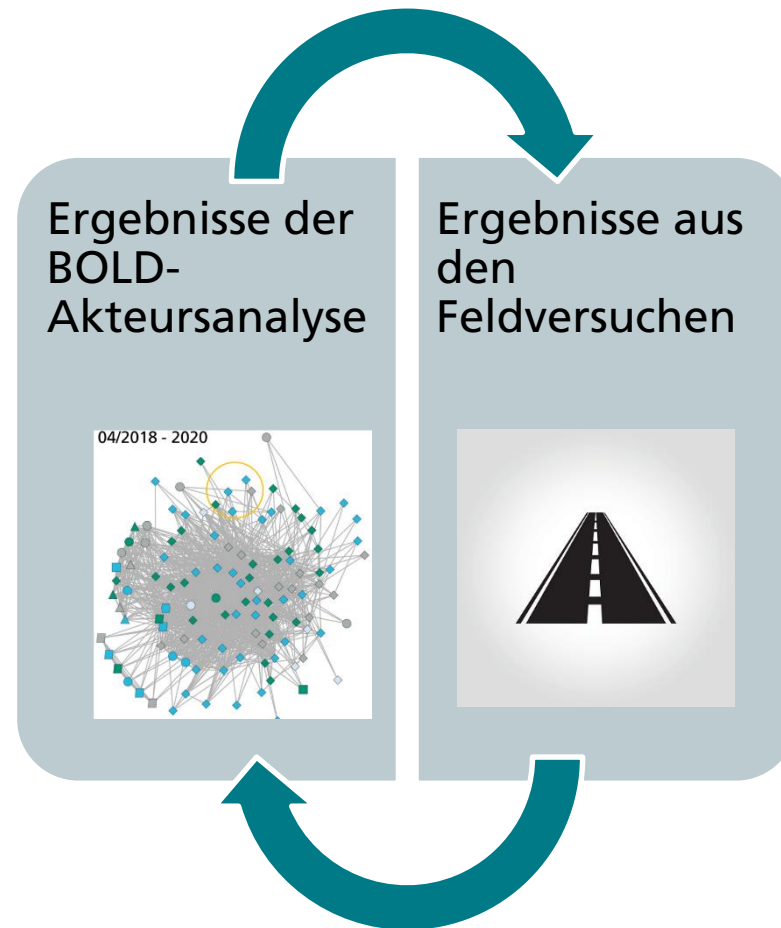 Ergebnisse der
BOLD-
Akteursanalyse
Ergebnisse aus
den
Feldversuchen
04/2018 - 2020